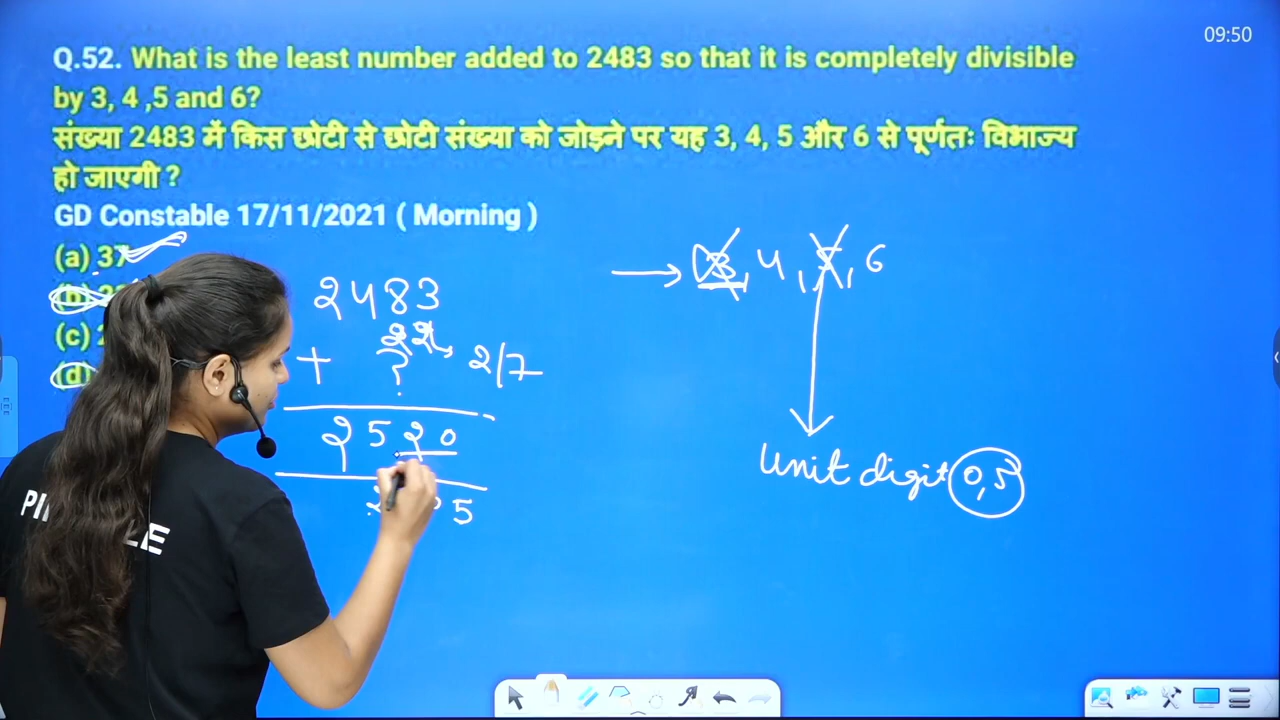 09:50
Q.52. What is the least number added to 2483 so that it is completely divisible
by 3, 4 ,5 and 6?
संख्या 2483 में किस छोटी से छोटी संख्या को जोड़ने पर यह 3, 4, 5 और 6 से पूर्णतः विभाज्य
हो जाएगी ?
GD Constable 17/11/2021 ( Morning )
(a) 37
(b)
(c)
(d)
→ 3, 4, 5, 6
2483
+ ? 2/7
2520
5
unit digit 0,5